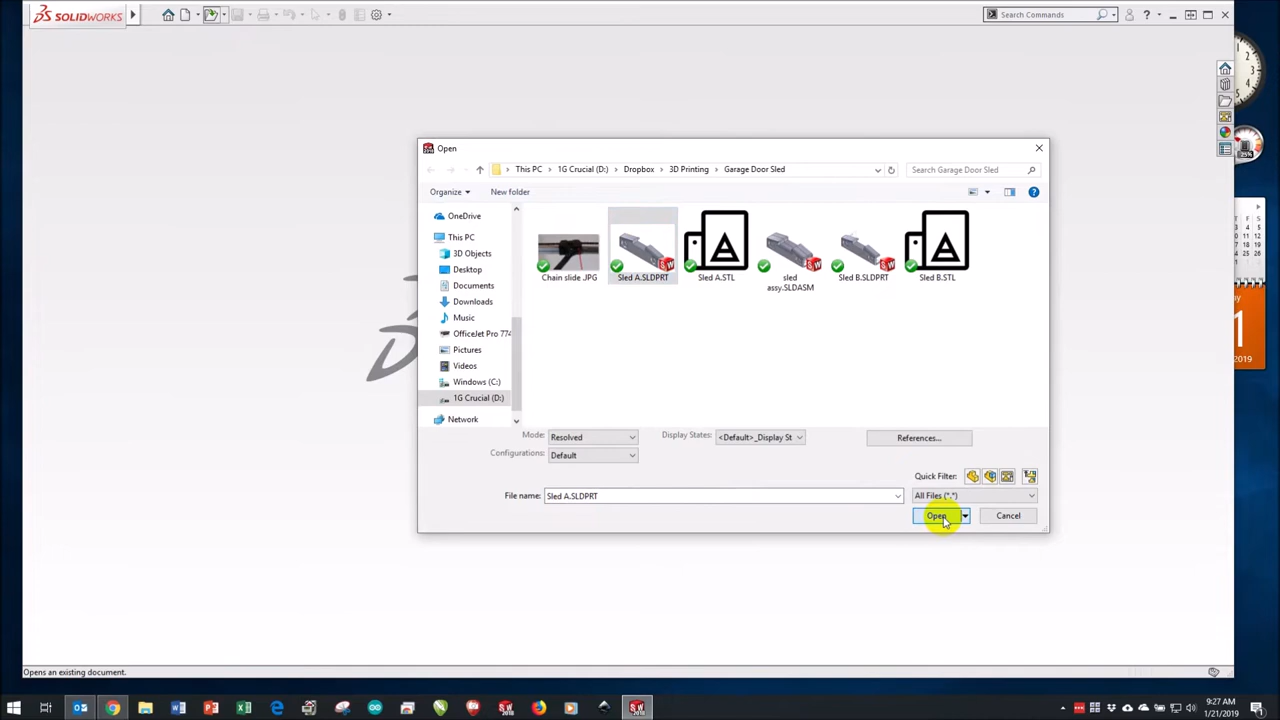 SOLIDWORKS
Search Commands
Open
This PC > 1G Crucial (D:) > Dropbox > 3D Printing > Garage Door Sled
Search Garage Door Sled
Organize
New folder
OneDrive
This PC
3D Objects
Desktop
Documents
Downloads
Music
OfficeJet Pro 774
Pictures
Videos
Windows (C:)
1G Crucial (D:)
Network
Chain slide .JPG
Sled A.SLDPRT
Sled A.STL
sled
assy.SLDASM
Sled B.SLDPRT
Sled B.STL
Mode:
Resolved
Display States:
<Default>_Display St
References...
Configurations:
Default
Quick Filter:
File name:
Sled A.SLDPRT
All Files (*.*)
Open
Cancel
Opens an existing document.
9:27 AM
1/21/2019